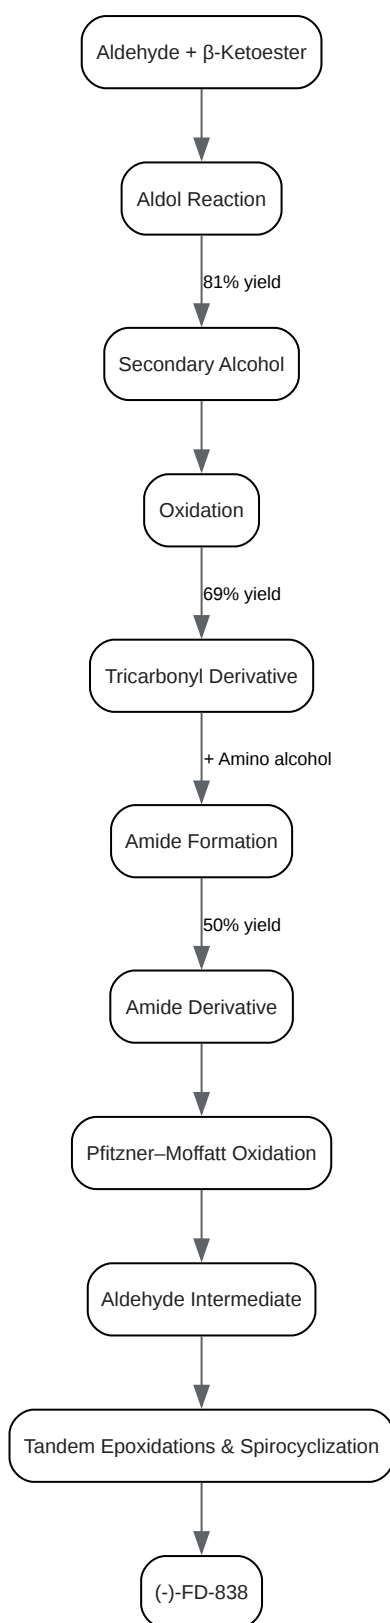 Aldehyde + β-Ketoester
Aldol Reaction
81% yield
Secondary Alcohol
Oxidation
69% yield
Tricarbonyl Derivative
+ Amino alcohol
Amide Formation
50% yield
Amide Derivative
Pfitzner–Moffatt Oxidation
Aldehyde Intermediate
Tandem Epoxidations & Spirocyclization
(-)-FD-838